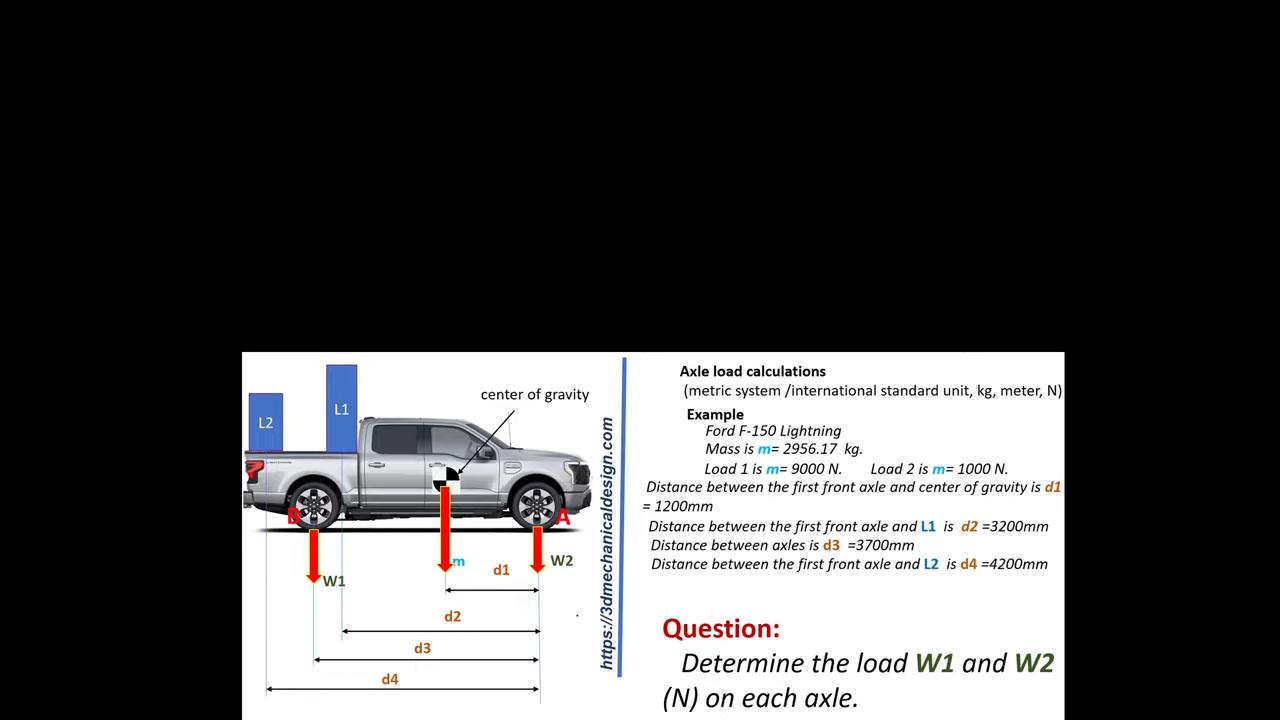 Axle load calculations
(metric system /international standard unit, kg, meter, N)
Example
Ford F-150 Lightning
Mass is m= 2956.17 kg.
Load 1 is m= 9000 N. Load 2 is m= 1000 N.
Distance between the first front axle and center of gravity is d1
= 1200mm
Distance between the first front axle and L1 is d2 =3200mm
Distance between axles is d3 =3700mm
Distance between the first front axle and L2 is d4 =4200mm
Question:
Determine the load W1 and W2
(N) on each axle.
center of gravity
L1
L2
B
A
m
W2
W1
d1
d2
d3
d4
https://3dmechanicaldesign.com